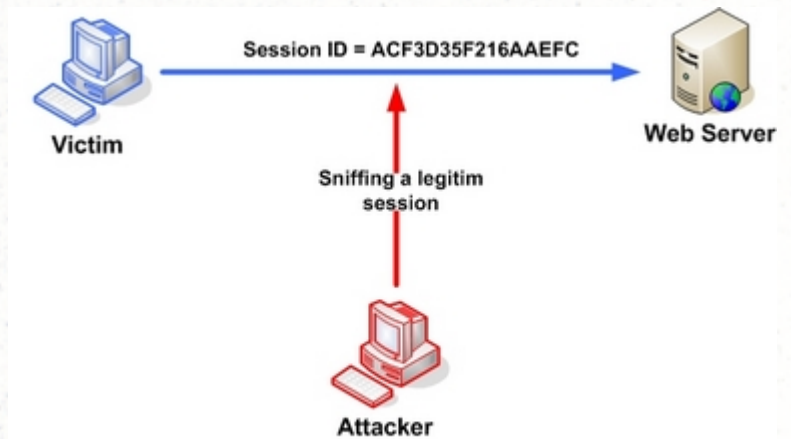 Session ID = ACF3D35F216AAEFC
Victim
Web Server
Sniffing a legitim
session
Attacker